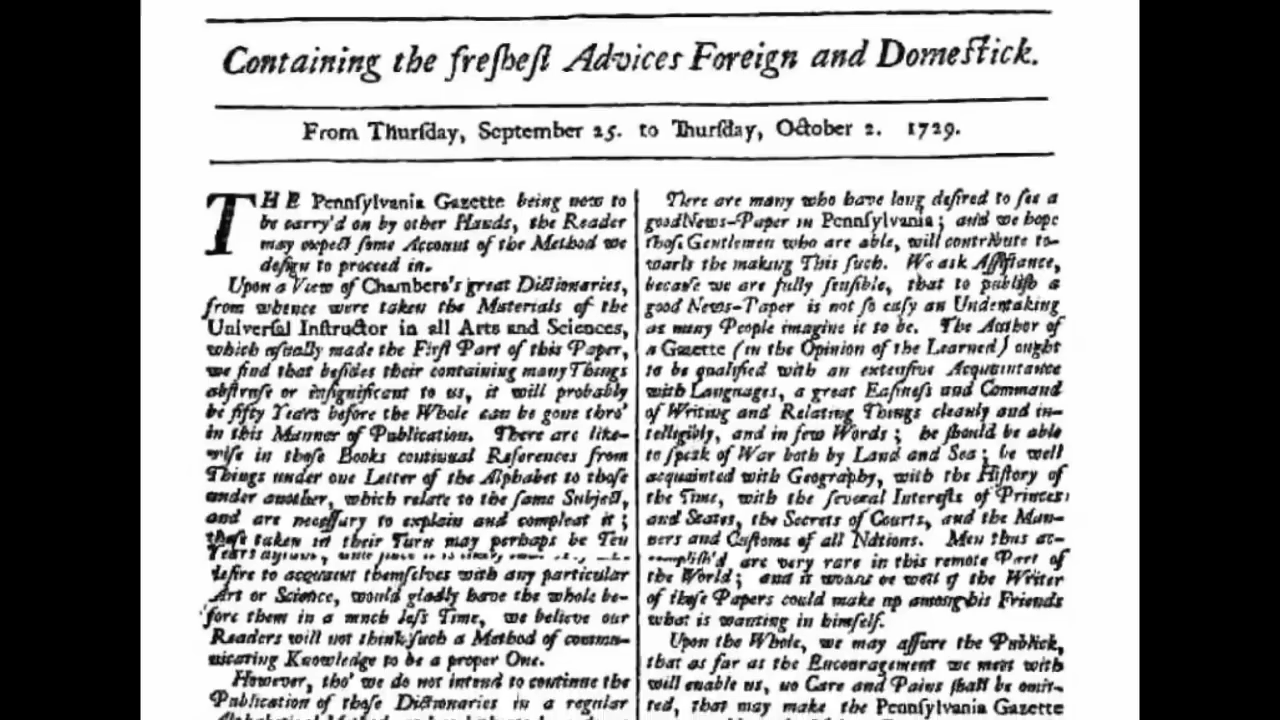 Containing the freſheſt Advices Foreign and Domeſtick.
From Thurſday, September 25. to Thurſday, October 2. 1729.
THE Pennſylvania Gazette being now to
be carry'd on by other Hands, the Reader
may expect ſome Account of the Method we
deſign to proceed in.
Upon a View of Chambers's great Dictionaries,
from whence were taken the Materials of the
Univerſal Inſtructor in all Arts and Sciences,
which uſually made the Firſt Part of this Paper,
we find that beſides their containing many Things
abſtruſe or inſignificant to us, it will probably
be fifty Years before the Whole can be gone thro'
in this Manner of Publication. There are like-
wiſe in thoſe Books continual References from
Things under one Letter of the Alphabet to thoſe
under another, which relate to the ſame Subject,
and are neceſſary to explain and compleat it;
theſe taken in their Turn may perhaps be Ten
Years
deſire to acquaint themſelves with any particular
Art or Science, would gladly have the whole be-
fore them in a much leſs Time, we believe our
Readers will not think ſuch a Method of commu-
nicating Knowledge to be a proper One.
However, tho' we do not intend to continue the
Publication of thoſe Dictionaries in a regular
Alphabetical Method,
There are many who have long deſired to ſee a
good News-Paper in Pennſylvania; and we hope
thoſe Gentlemen who are able, will contribute to-
wards the making This ſuch. We ask Aſſiſtance,
becauſe we are fully ſenſible, that to publiſh a
good News-Paper is not ſo eaſy an Undertaking
as many People imagine it to be. The Author of
a Gazette (in the Opinion of the Learned) ought
to be qualified with an extenſive Acquaintance
with Languages, a great Eaſineſs and Command
of Writing and Relating Things cleanly and in-
telligibly, and in few Words; he ſhould be able
to ſpeak of War both by Land and Sea; be well
acquainted with Geography, with the Hiſtory of
the Time, with the ſeveral Intereſts of Princes
and States, the Secrets of Courts, and the Man-
ners and Cuſtoms of all Nations. Men thus ac-
compliſh'd are very rare in this remote Part of
the World; and it would be well if the Writer
of theſe Papers could make up among his Friends
what is wanting in himſelf.
Upon the Whole, we may aſſure the Publick,
that as far as the Encouragement we meet with
will enable us, no Care and Pains ſhall be omit-
ted, that may make the Pennſylvania Gazette